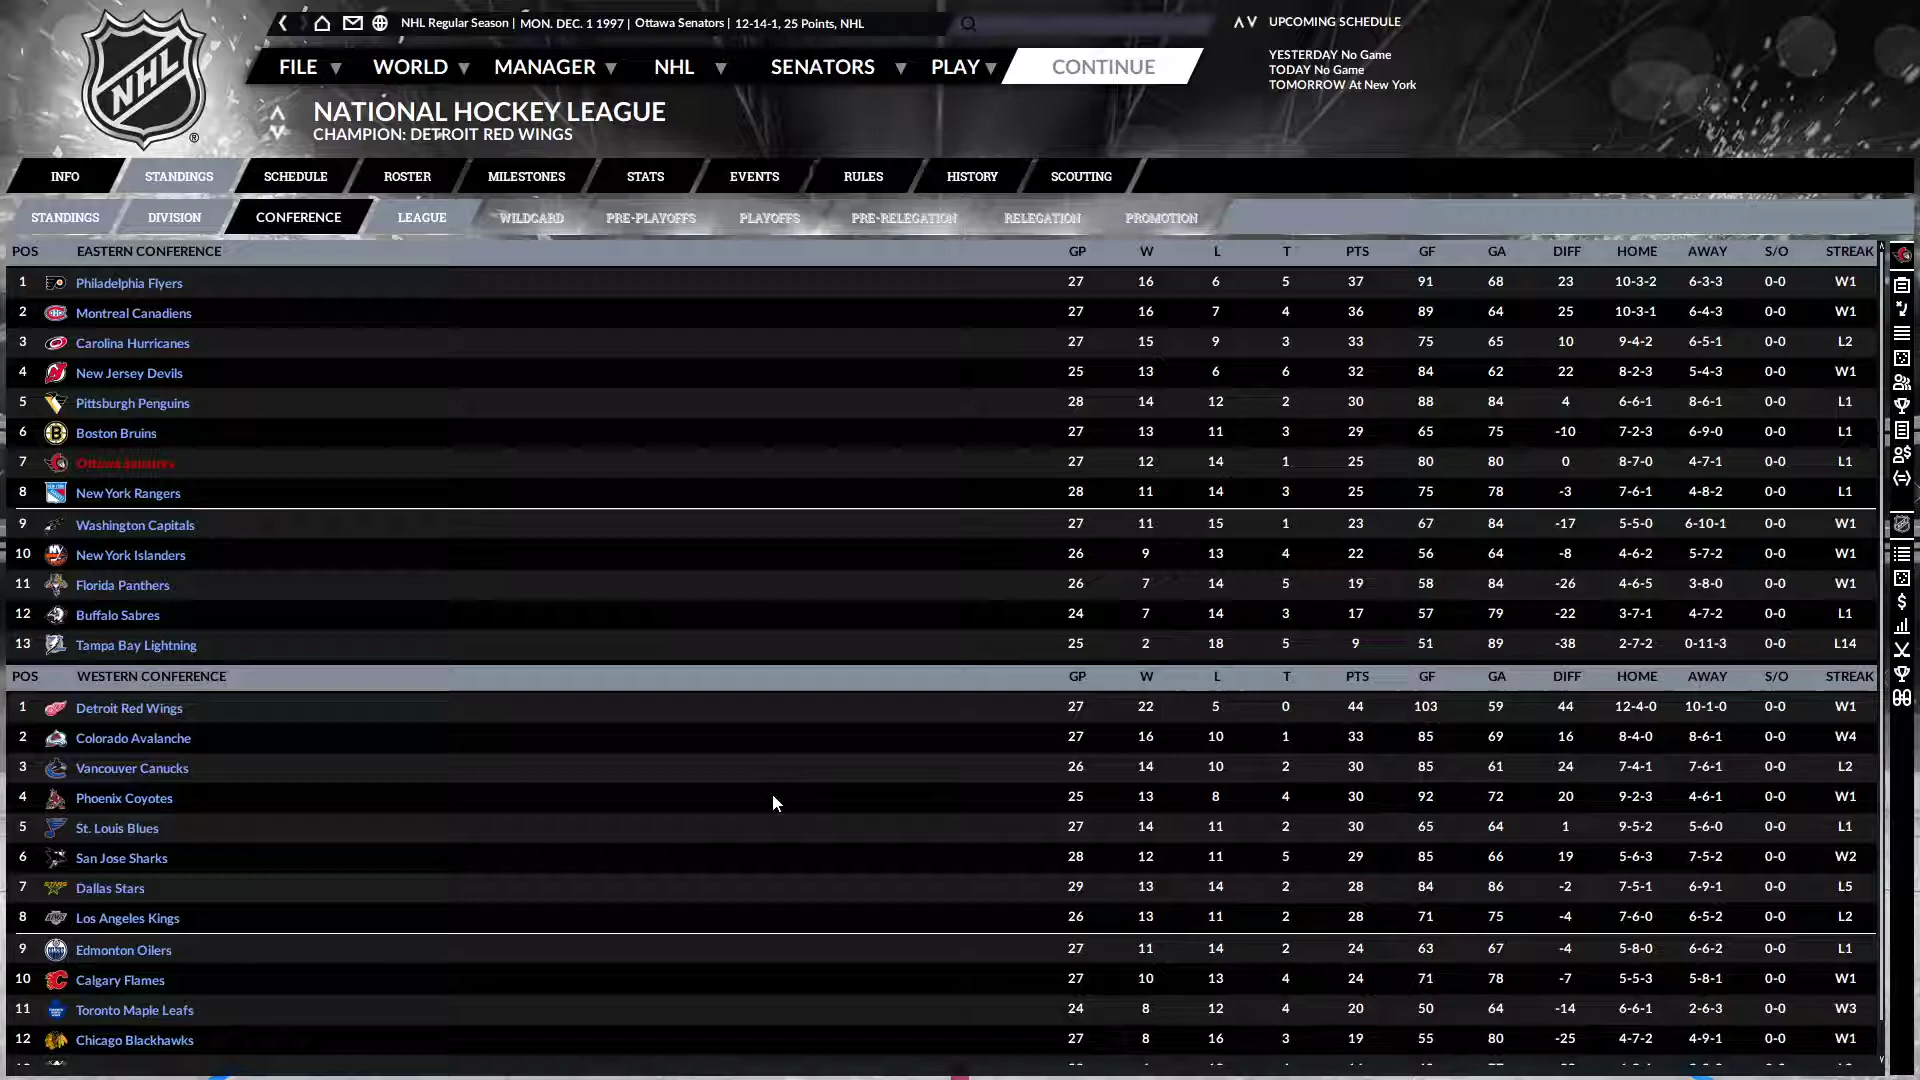 NHL Regular Season | MON. DEC. 1 1997 | Ottawa Senators | 12-14-1, 25 Points, NHL
UPCOMING SCHEDULE
YESTERDAY No Game
TODAY No Game
TOMORROW At New York
FILE WORLD MANAGER NHL SENATORS PLAY CONTINUE
NHL
NATIONAL HOCKEY LEAGUE
CHAMPION: DETROIT RED WINGS
INFO STANDINGS SCHEDULE ROSTER MILESTONES STATS EVENTS RULES HISTORY SCOUTING
STANDINGS DIVISION CONFERENCE LEAGUE WILDCARD PRE-PLAYOFFS PLAYOFFS PRE-RELEGATION RELEGATION PROMOTION
POS EASTERN CONFERENCE GP W L T PTS GF GA DIFF HOME AWAY S/O STREAK
1 Philadelphia Flyers 27 16 6 5 37 91 68 23 10-3-2 6-3-3 0-0 W1
2 Montreal Canadiens 27 16 7 4 36 89 64 25 10-3-1 6-4-3 0-0 W1
3 Carolina Hurricanes 27 15 9 3 33 75 65 10 9-4-2 6-5-1 0-0 L2
4 New Jersey Devils 25 13 6 6 32 84 62 22 8-2-3 5-4-3 0-0 W1
5 Pittsburgh Penguins 28 14 12 2 30 88 84 4 6-6-1 8-6-1 0-0 L1
6 Boston Bruins 27 13 11 3 29 65 75 -10 7-2-3 6-9-0 0-0 L1
7 Ottawa Senators 27 12 14 1 25 80 80 0 8-7-0 4-7-1 0-0 L1
8 New York Rangers 28 11 14 3 25 75 78 -3 7-6-1 4-8-2 0-0 L1
9 Washington Capitals 27 11 15 1 23 67 84 -17 5-5-0 6-10-1 0-0 W1
10 New York Islanders 26 9 13 4 22 56 64 -8 4-6-2 5-7-2 0-0 W1
11 Florida Panthers 26 7 14 5 19 58 84 -26 4-6-5 3-8-0 0-0 W1
12 Buffalo Sabres 24 7 14 3 17 57 79 -22 3-7-1 4-7-2 0-0 L1
13 Tampa Bay Lightning 25 2 18 5 9 51 89 -38 2-7-2 0-11-3 0-0 L14
POS WESTERN CONFERENCE GP W L T PTS GF GA DIFF HOME AWAY S/O STREAK
1 Detroit Red Wings 27 22 5 0 44 103 59 44 12-4-0 10-1-0 0-0 W1
2 Colorado Avalanche 27 16 10 1 33 85 69 16 8-4-0 8-6-1 0-0 W4
3 Vancouver Canucks 26 14 10 2 30 85 61 24 7-4-1 7-6-1 0-0 L2
4 Phoenix Coyotes 25 13 8 4 30 92 72 20 9-2-3 4-6-1 0-0 W1
5 St. Louis Blues 27 14 11 2 30 65 64 1 9-5-2 5-6-0 0-0 L1
6 San Jose Sharks 28 12 11 5 29 85 66 19 5-6-3 7-5-2 0-0 W2
7 Dallas Stars 29 13 14 2 28 84 86 -2 7-5-1 6-9-1 0-0 L5
8 Los Angeles Kings 26 13 11 2 28 71 75 -4 7-6-0 6-5-2 0-0 L2
9 Edmonton Oilers 27 11 14 2 24 63 67 -4 5-8-0 6-6-2 0-0 L1
10 Calgary Flames 27 10 13 4 24 71 78 -7 5-5-3 5-8-1 0-0 W1
11 Toronto Maple Leafs 24 8 12 4 20 50 64 -14 6-6-1 2-6-3 0-0 W3
12 Chicago Blackhawks 27 8 16 3 19 55 80 -25 4-7-2 4-9-1 0-0 W1